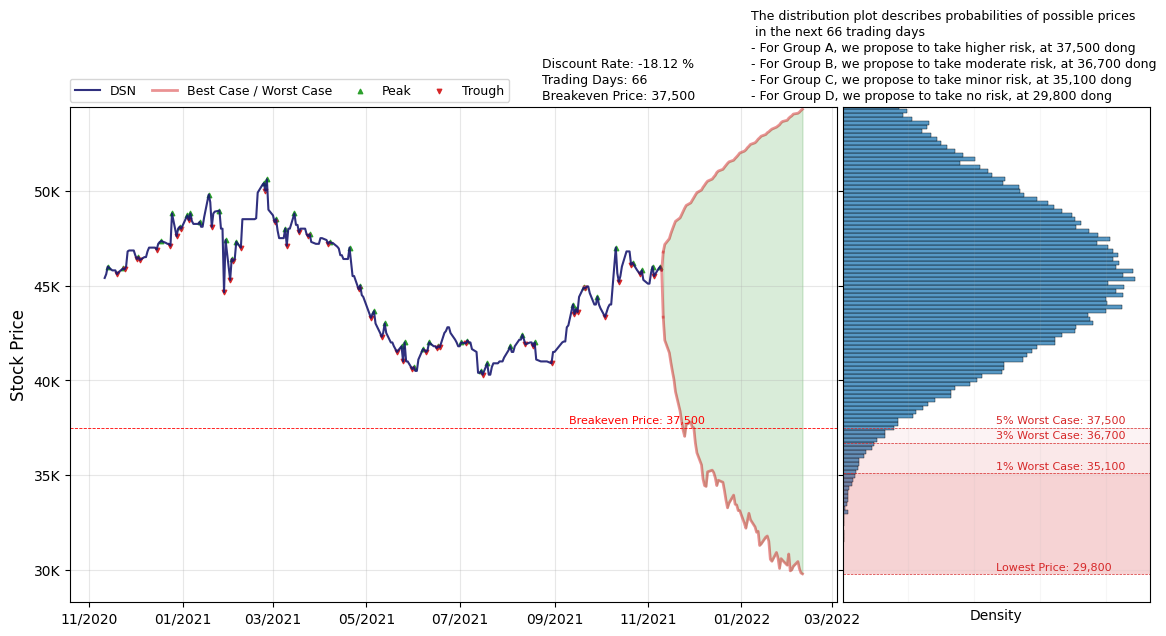 The distribution plot describes probabilities of possible prices
in the next 66 trading days
- For Group A, we propose to take higher risk, at 37,500 dong
- For Group B, we propose to take moderate risk, at 36,700 dong
- For Group C, we propose to take minor risk, at 35,100 dong
- For Group D, we propose to take no risk, at 29,800 dong
Discount Rate: -18.12 %
Trading Days: 66
Breakeven Price: 37,500
DSN Best Case / Worst Case Peak Trough
Stock Price
50K
45K
40K
35K
30K
Breakeven Price: 37,500
5% Worst Case: 37,500
3% Worst Case: 36,700
1% Worst Case: 35,100
Lowest Price: 29,800
11/2020 01/2021 03/2021 05/2021 07/2021 09/2021 11/2021 01/2022 03/2022
Density